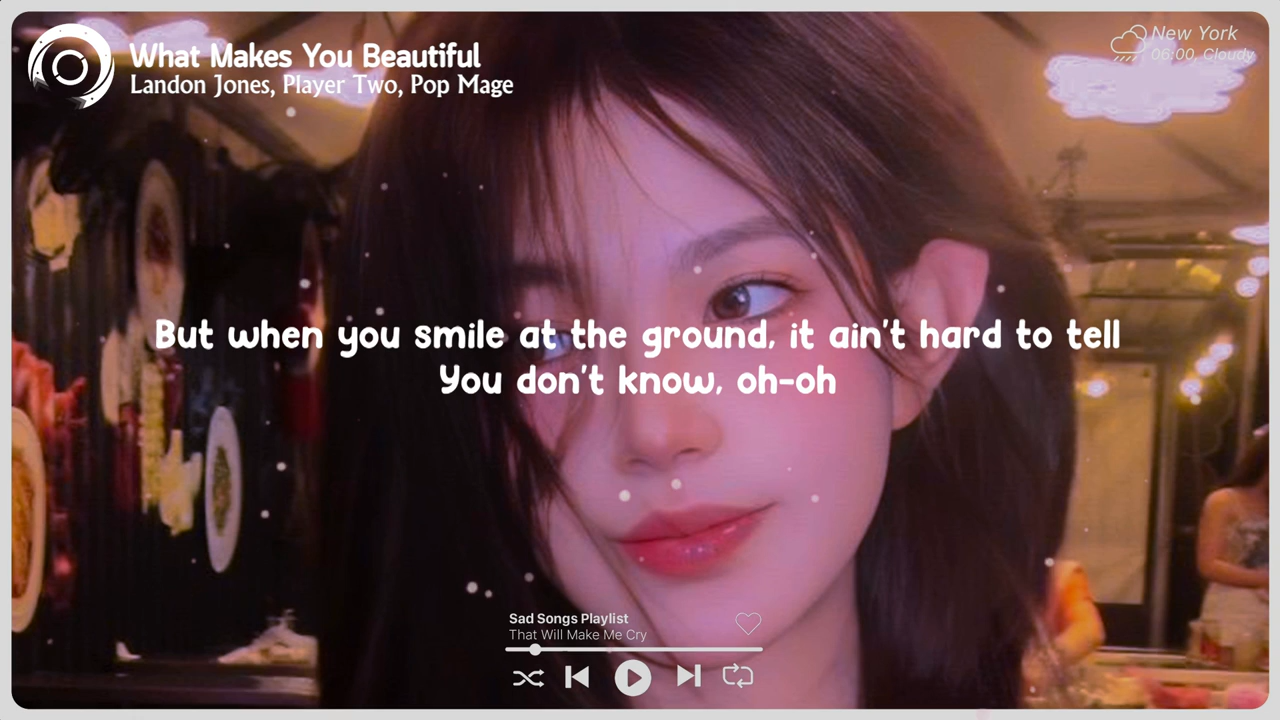 What Makes You Beautiful
Landon Jones, Player Two, Pop Mage
New York
06:00, Cloudy
But when you smile at the ground, it ain't hard to tell
You don't know, oh-oh
Sad Songs Playlist
That Will Make Me Cry